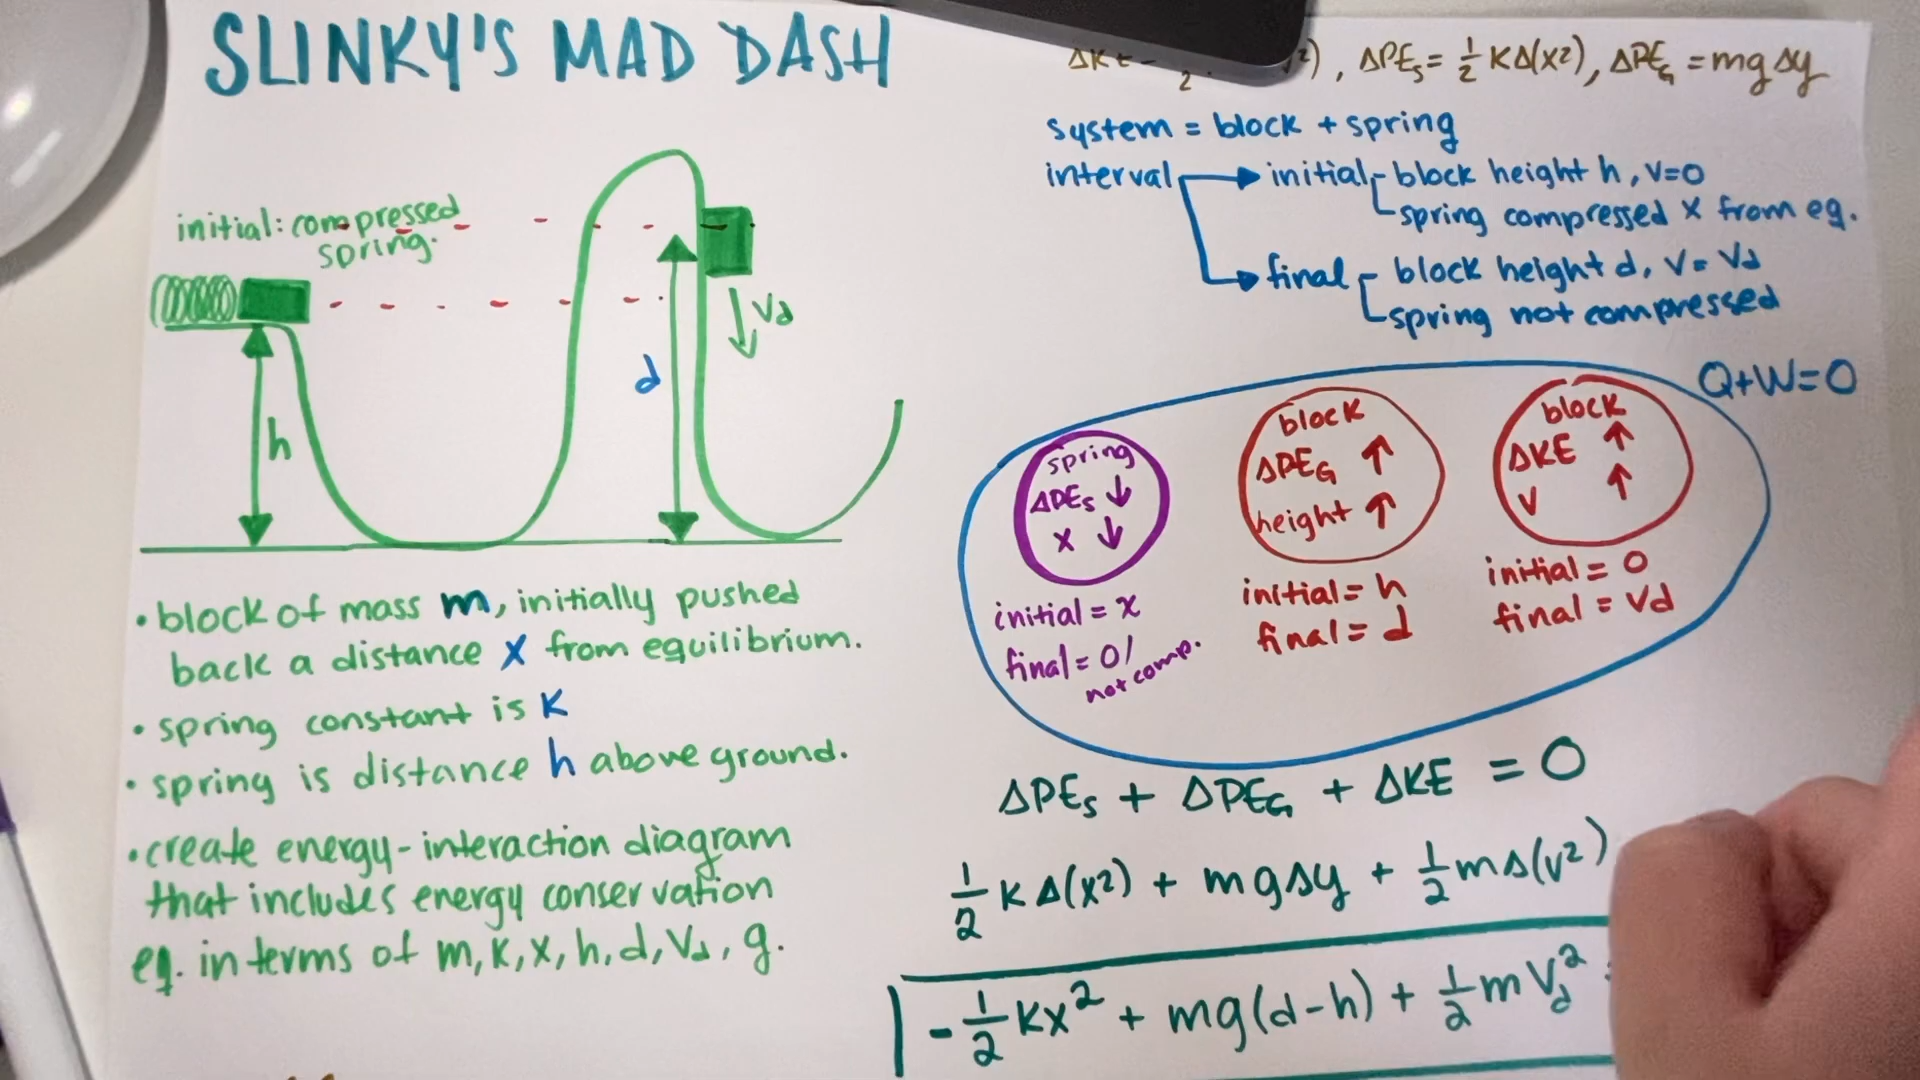 SLINKY'S MAD DASH
ΔKE = ½ ²), ΔPEs = ½ KΔ(x²), ΔPEG = mgΔy
system = block + spring
interval → initial - block height h, v=0
- spring compressed x from eq.
→ final - block height d, v = vd
- spring not compressed
initial: compressed
spring.
vd
d
h
Q+W=0
spring
ΔPEs ↓
x ↓
initial = x
final = 0/
not comp.
block
ΔPEG ↑
height ↑
initial = h
final = d
block
ΔKE ↑
v ↑
initial = 0
final = vd
• block of mass m, initially pushed
back a distance x from equilibrium.
• spring constant is K
• spring is distance h above ground.
• create energy-interaction diagram
that includes energy conservation
eq. in terms of m, K, x, h, d, Vd, g.
ΔPEs + ΔPEG + ΔKE = 0
½ K Δ(x²) + mgΔy + ½ mΔ(v²)
-½ Kx² + mg(d-h) + ½ m Vd²